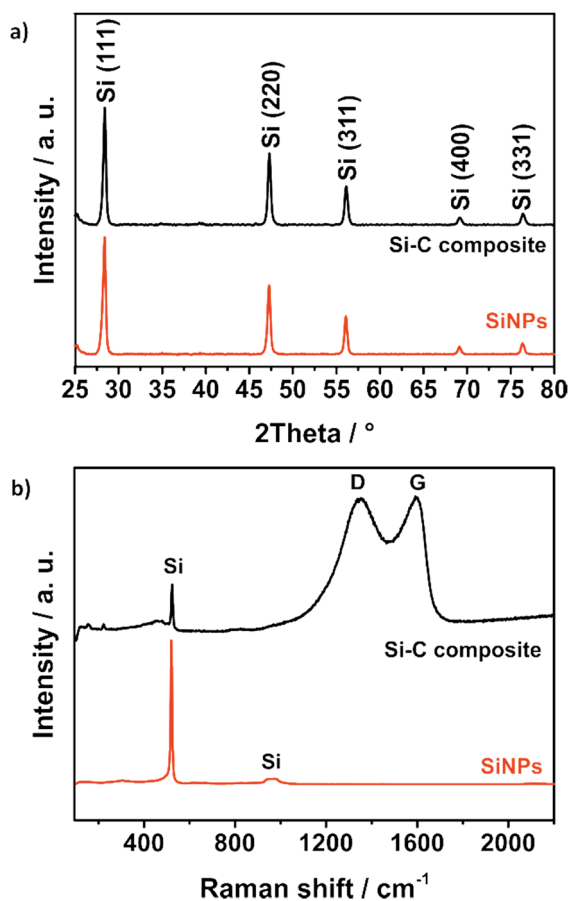 a)
Intensity / a. u.
Si (111)
Si (220)
Si (311)
Si (400)
Si (331)
Si-C composite
SiNPs
25 30 35 40 45 50 55 60 65 70 75 80
2Theta / °
b)
Intensity / a. u.
D G
Si
Si-C composite
Si
SiNPs
400 800 1200 1600 2000
Raman shift / cm⁻¹